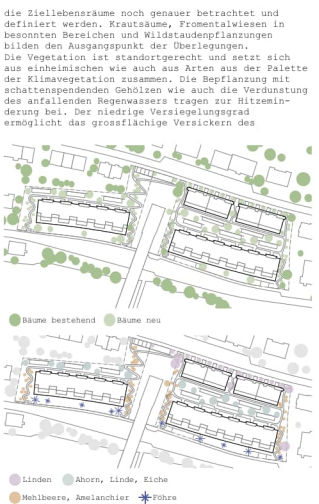 die Ziellebensräume noch genauer betrachtet und
definiert werden. Krautsäume, Fromentalwiesen in
besonnten Bereichen und Wildstaudenpflanzungen
bilden den Ausgangspunkt der Überlegungen.
Die Vegetation ist standortgerecht und setzt sich
aus einheimischen wie auch aus Arten aus der Palette
der Klimavegetation zusammen. Die Bepflanzung mit
schattenspendenden Gehölzen wie auch die Verdunstung
des anfallenden Regenwassers tragen zur Hitzemin-
derung bei. Der niedrige Versiegelungsgrad
ermöglicht das grossflächige Versickern des
Bäume bestehend Bäume neu
Linden Ahorn, Linde, Eiche
Mehlbeere, Amelanchier Föhre